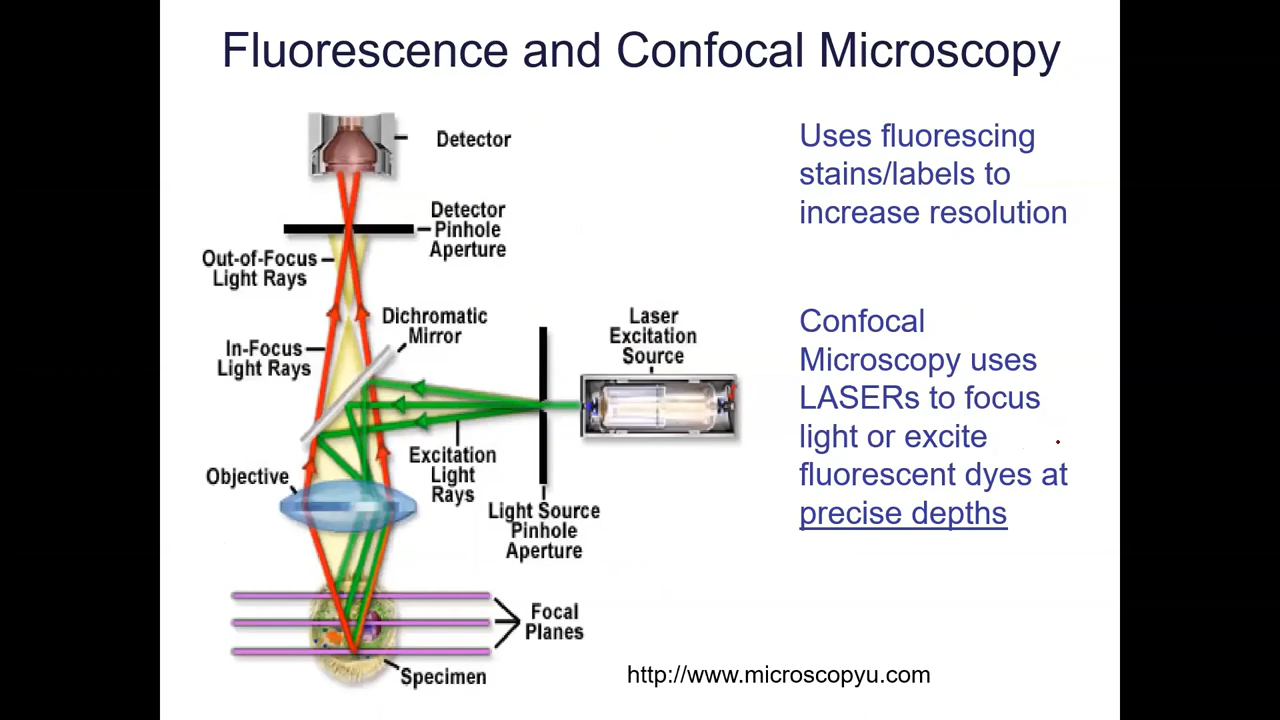 Fluorescence and Confocal Microscopy
Detector
Detector
Pinhole
Aperture
Out-of-Focus
Light Rays
Dichromatic
Mirror
In-Focus
Light Rays
Laser
Excitation
Source
Excitation
Light
Rays
Objective
Light Source
Pinhole
Aperture
Focal
Planes
Specimen
Uses fluorescing
stains/labels to
increase resolution
Confocal
Microscopy uses
LASERs to focus
light or excite
fluorescent dyes at
precise depths
http://www.microscopyu.com